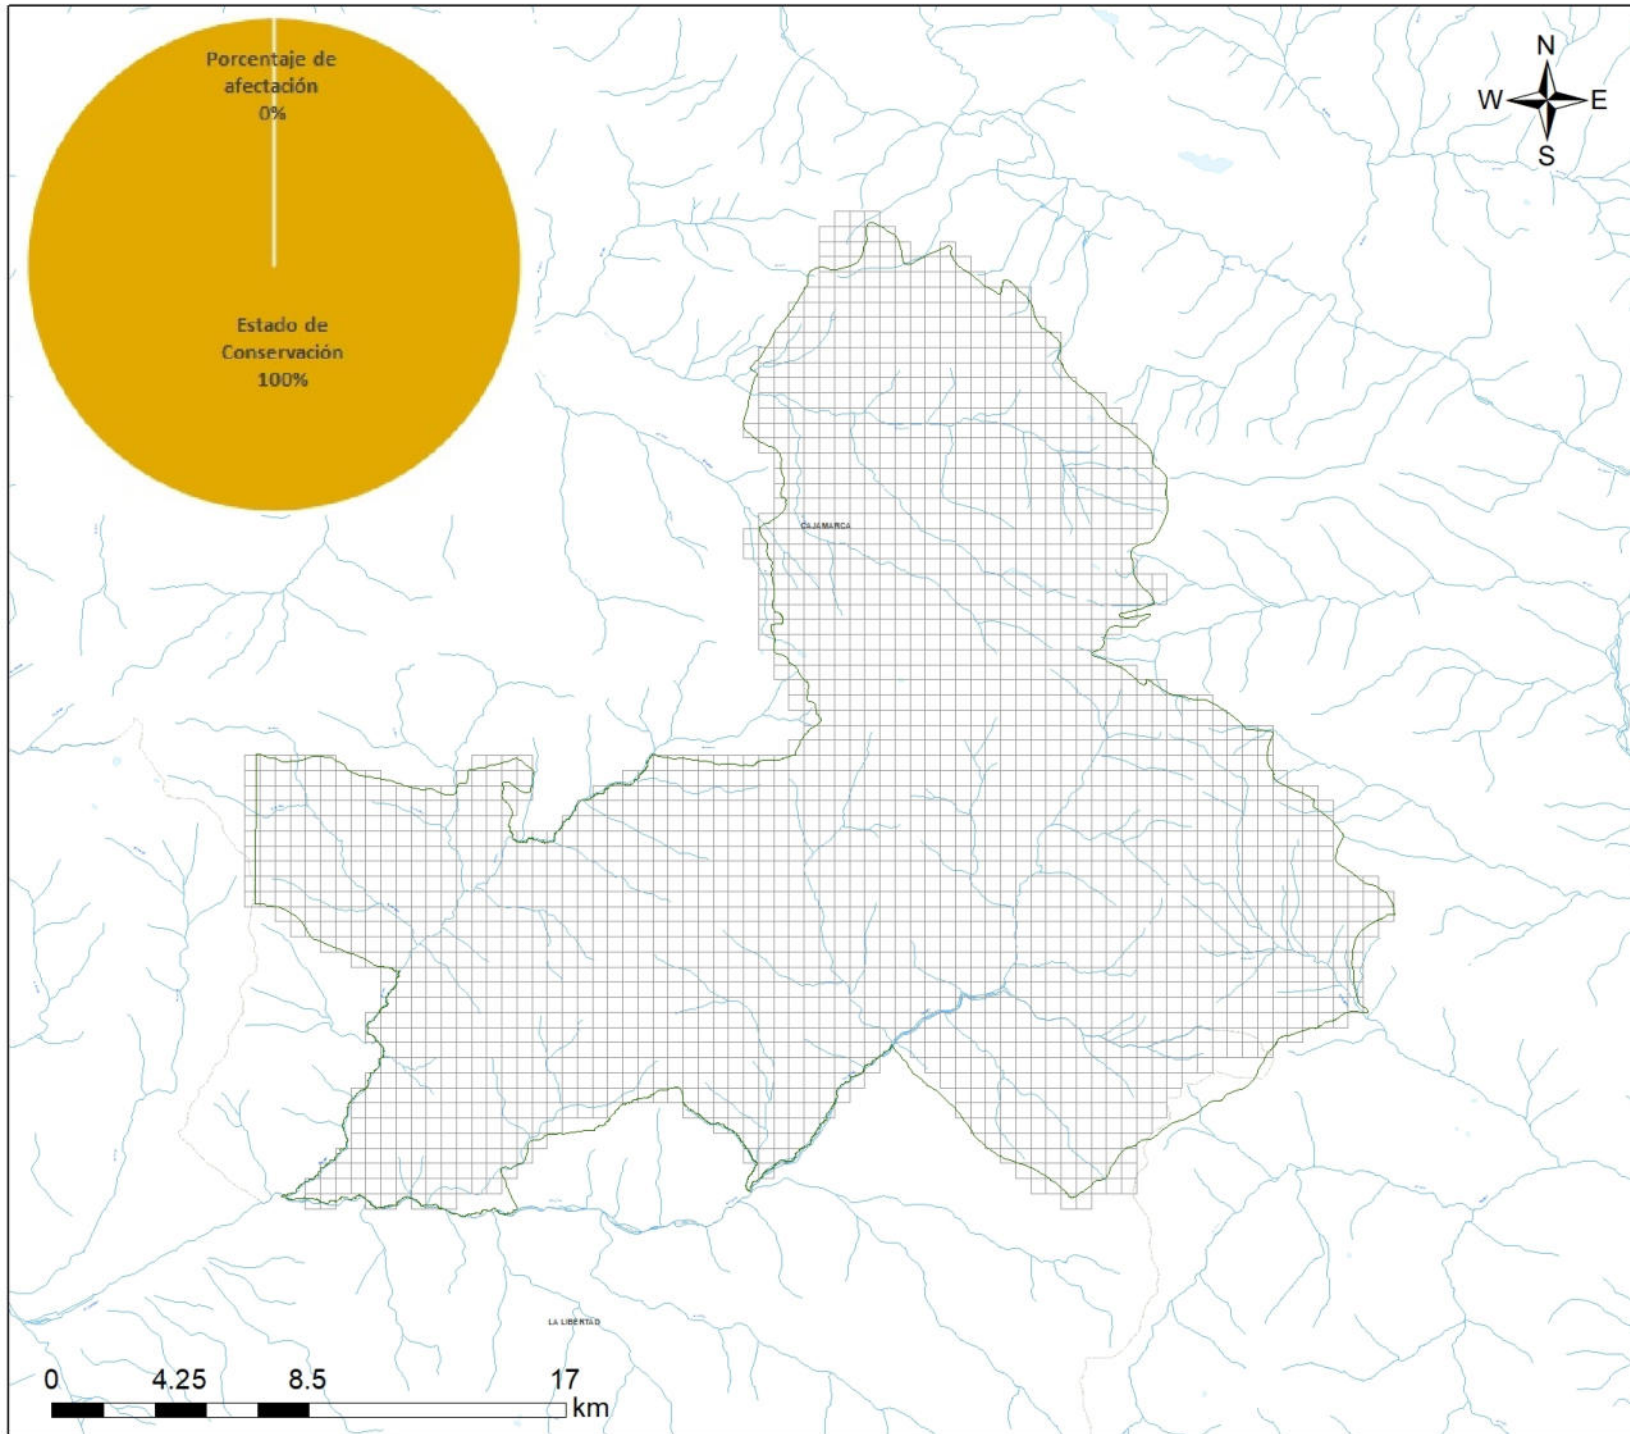 Porcentaje de
afectación
0%
Estado de
Conservación
100%
N
W E
S
CAJAMARCA
LA LIBERTAD
0 4.25 8.5 17
km